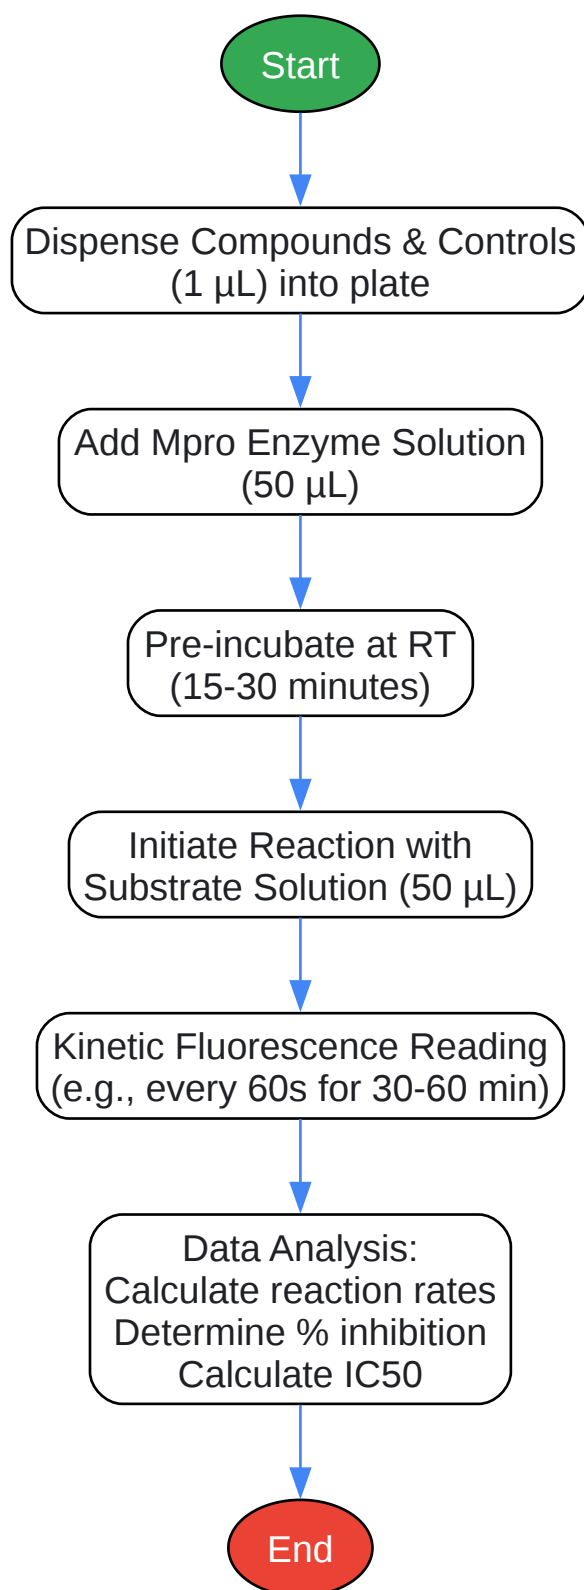 Start
Dispense Compounds & Controls
(1 µL) into plate
Add Mpro Enzyme Solution
(50 µL)
Pre-incubate at RT
(15-30 minutes)
Initiate Reaction with
Substrate Solution (50 µL)
Kinetic Fluorescence Reading
(e.g., every 60s for 30-60 min)
Data Analysis:
Calculate reaction rates
Determine % inhibition
Calculate IC50
End